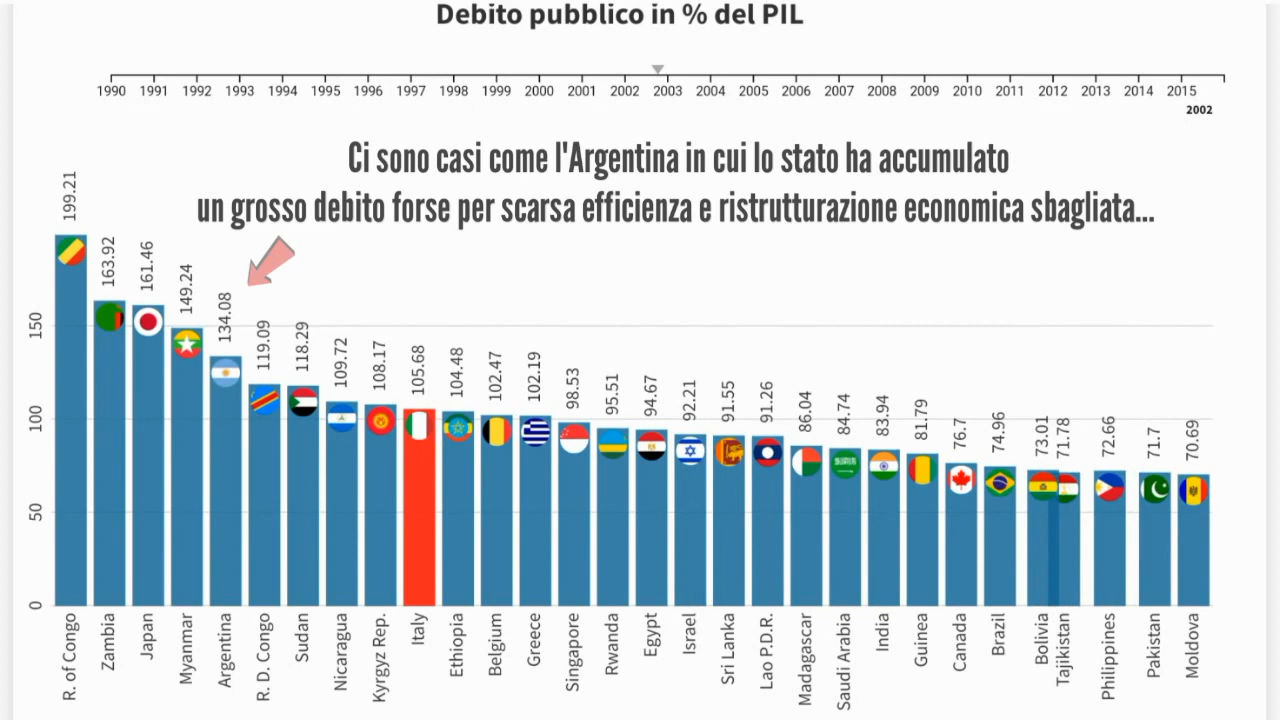 Debito pubblico in % del PIL
1990 1991 1992 1993 1994 1995 1996 1997 1998 1999 2000 2001 2002 2003 2004 2005 2006 2007 2008 2009 2010 2011 2012 2013 2014 2015
2002
Ci sono casi come l'Argentina in cui lo stato ha accumulato
un grosso debito forse per scarsa efficienza e ristrutturazione economica sbagliata...
199.21 163.92 161.46 149.24 134.08 119.09 118.29 109.72 108.17 105.68 104.48 102.47 102.19 98.53 95.51 94.67 92.21 91.55 91.26 86.04 84.74 83.94 81.79 76.7 74.96 73.01 71.78 72.66 71.7 70.69
150
100
50
0
R. of Congo Zambia Japan Myanmar Argentina R. D. Congo Sudan Nicaragua Kyrgyz Rep. Italy Ethiopia Belgium Greece Singapore Rwanda Egypt Israel Sri Lanka Lao P.D.R. Madagascar Saudi Arabia India Guinea Canada Brazil Bolivia Tajikistan Philippines Pakistan Moldova